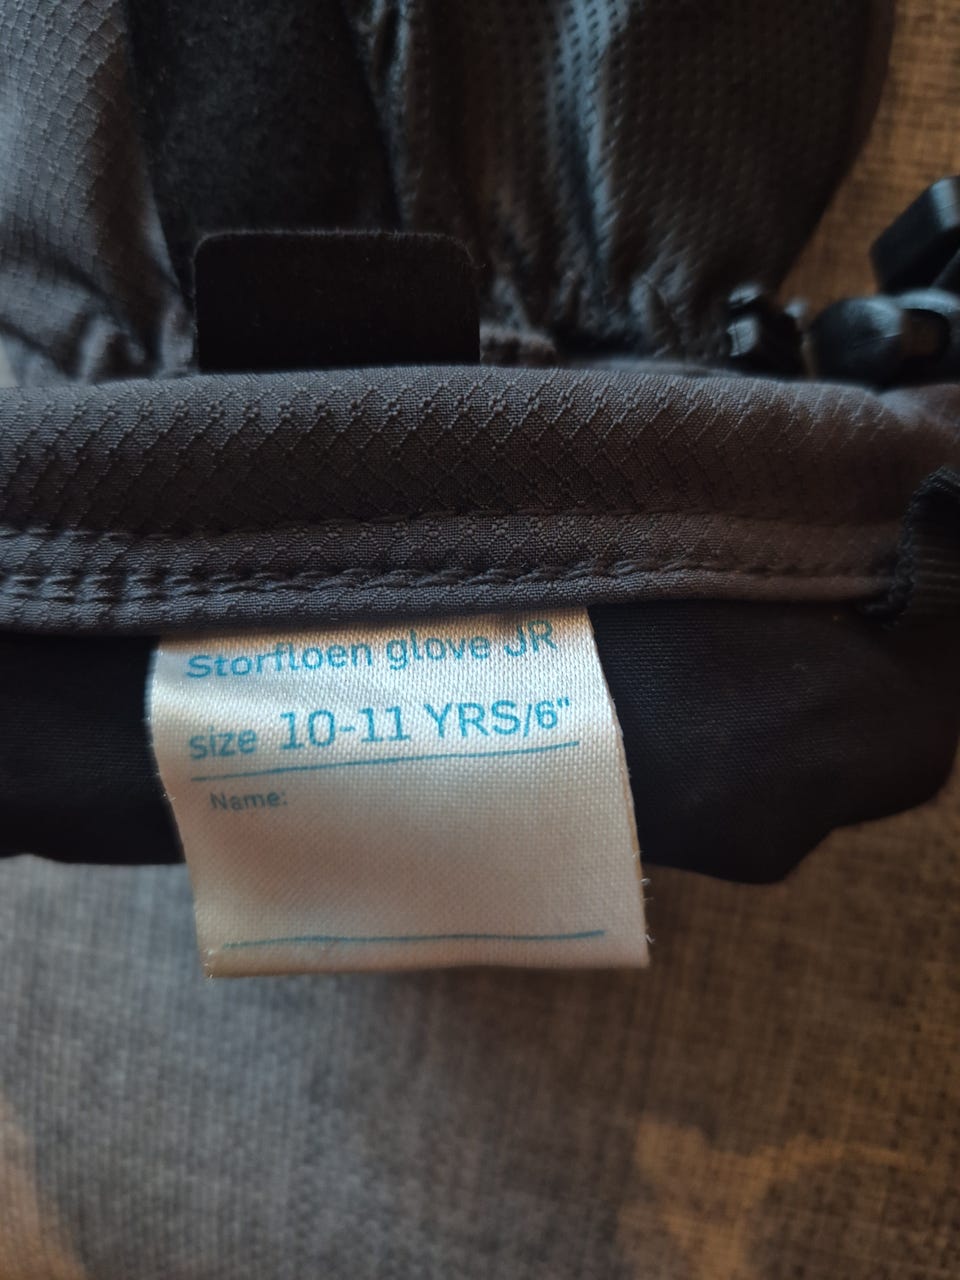 Storfloen glove JR
size 10-11 YRS/6"
Name: